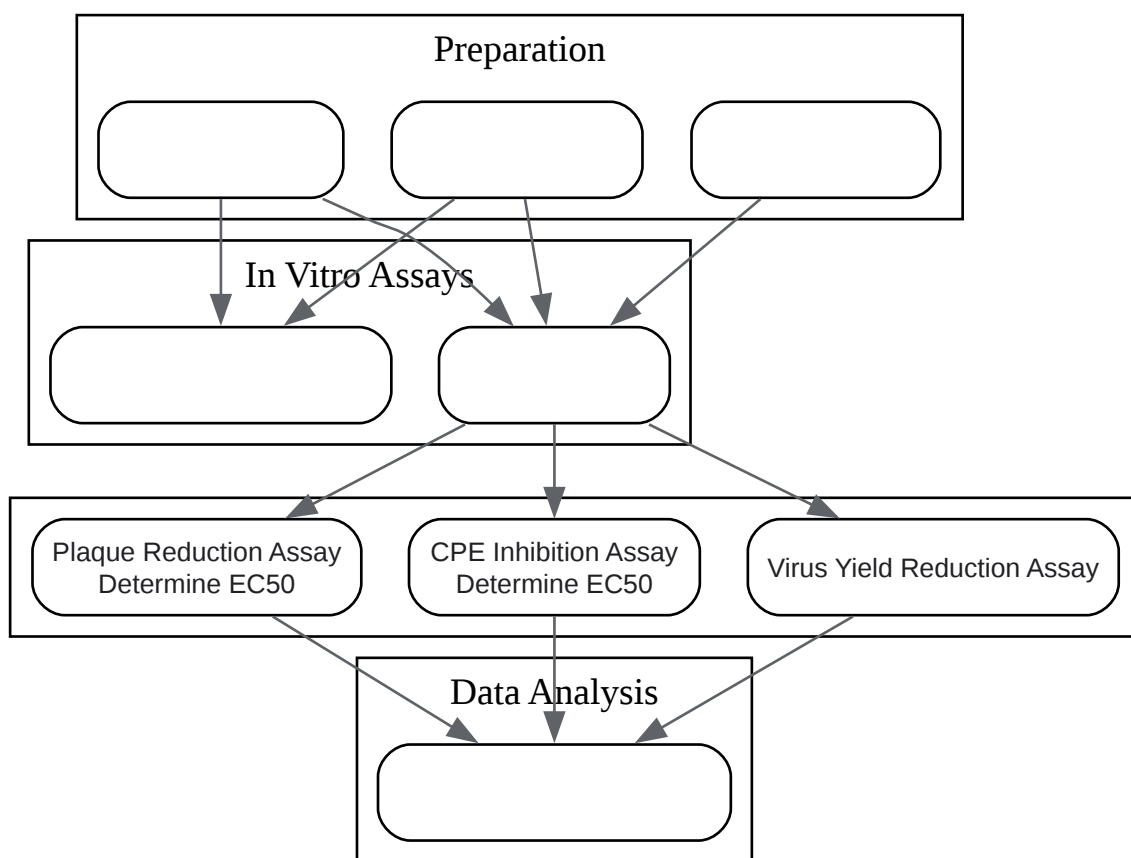 Preparation
In Vitro Assays
Plaque Reduction Assay
Determine EC50
CPE Inhibition Assay
Determine EC50
Virus Yield Reduction Assay
Data Analysis